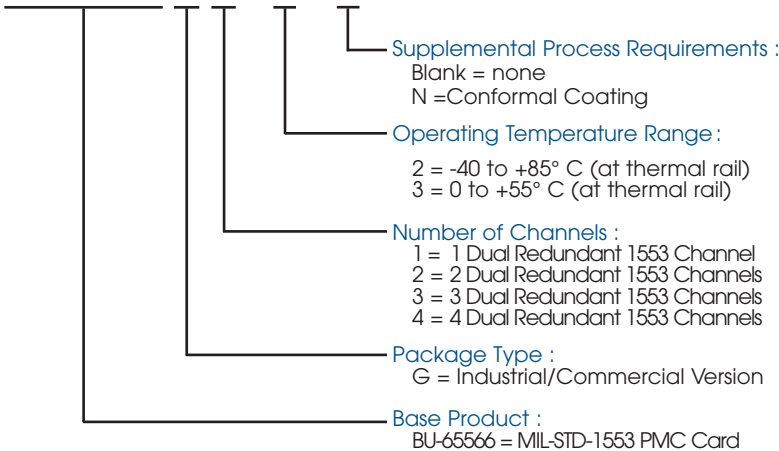 Supplemental Process Requirements :
Blank = none
N =Conformal Coating
Operating Temperature Range :
2 = -40 to +85° C (at thermal rail)
3 = 0 to +55° C (at thermal rail)
Number of Channels :
1 = 1 Dual Redundant 1553 Channel
2 = 2 Dual Redundant 1553 Channels
3 = 3 Dual Redundant 1553 Channels
4 = 4 Dual Redundant 1553 Channels
Package Type :
G = Industrial/Commercial Version
Base Product :
BU-65566 = MIL-STD-1553 PMC Card